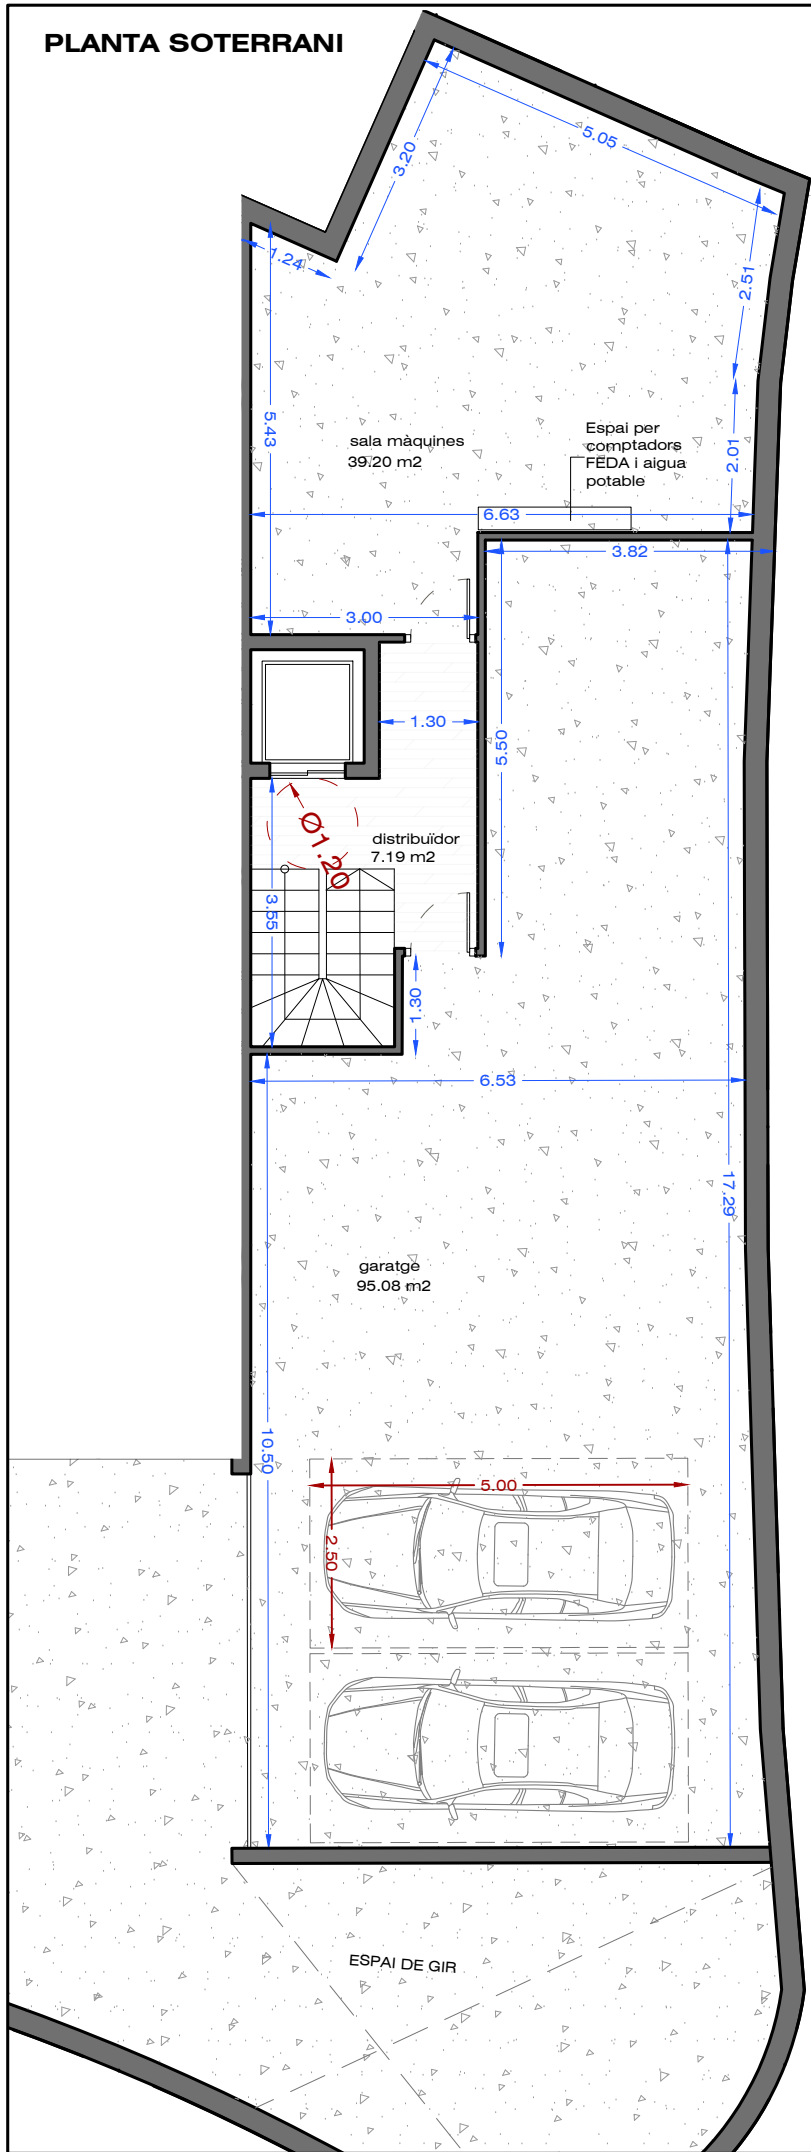 PLANTA SOTERRANI
5.05
3.20
1.24
2.51
5.43
2.01
sala màquines
39.20 m2
Espai per
comptadors
FEDA i aigua
potable
6.63
3.82
3.00
1.30
5.50
Ø1.20
distribuïdor
7.19 m2
3.55
1.30
6.53
17.29
garatge
95.08 m2
10.50
5.00
2.50
ESPAI DE GIR